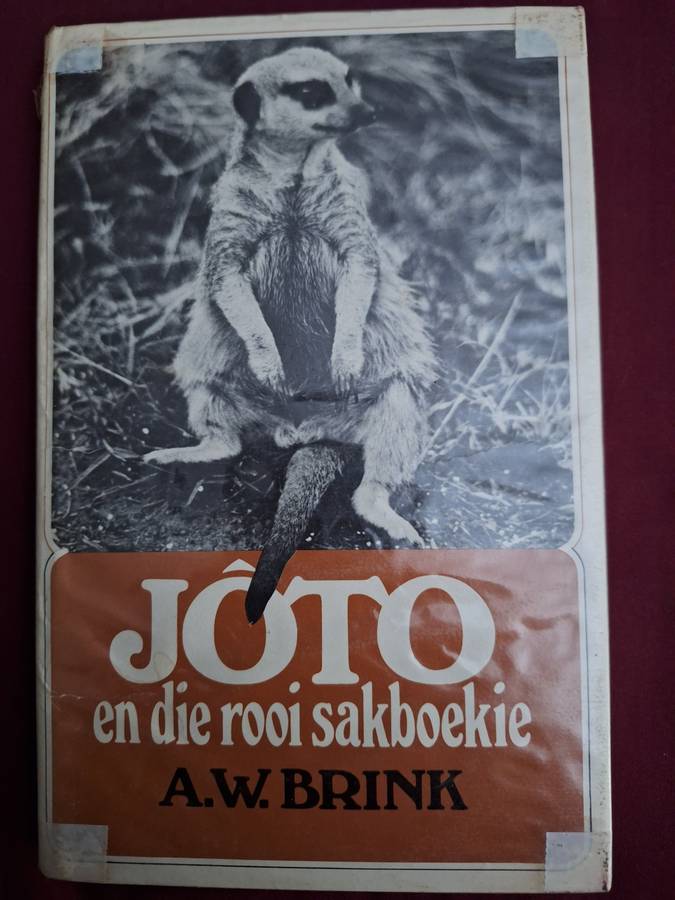 JÔTO
en die rooi sakboekie
A.W. BRINK